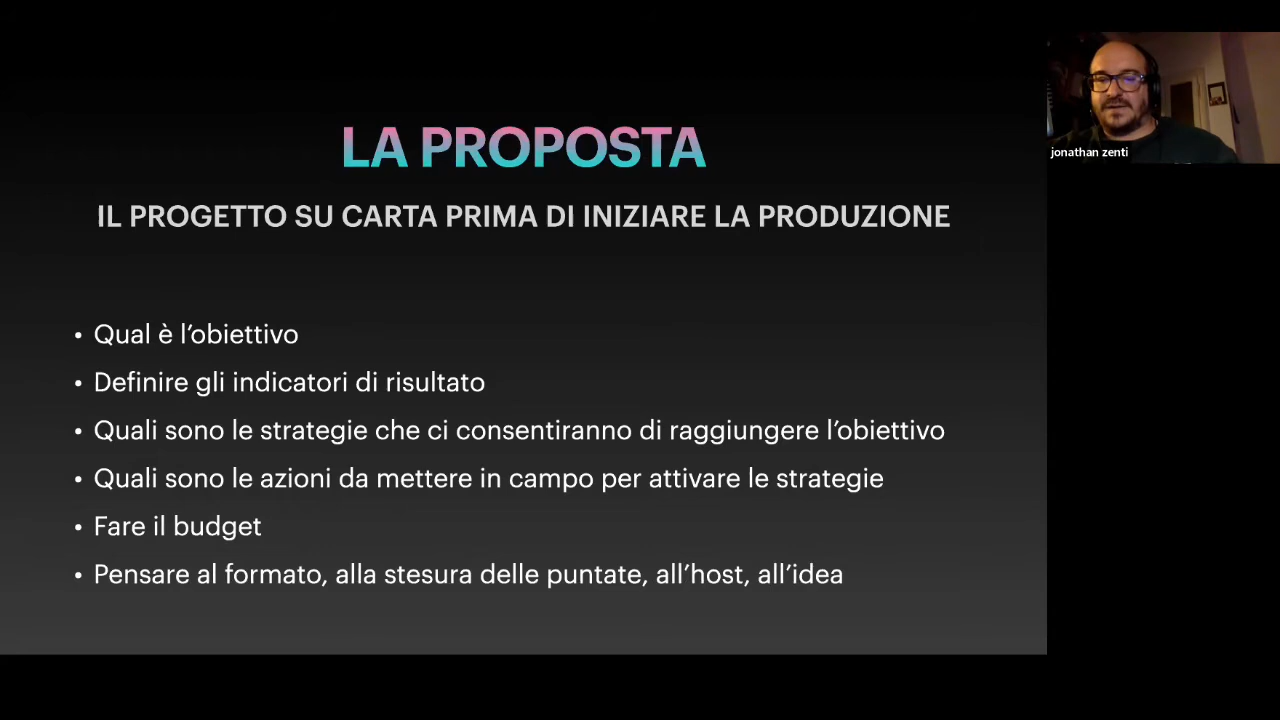 LA PROPOSTA
IL PROGETTO SU CARTA PRIMA DI INIZIARE LA PRODUZIONE
• Qual è l’obiettivo
• Definire gli indicatori di risultato
• Quali sono le strategie che ci consentiranno di raggiungere l’obiettivo
• Quali sono le azioni da mettere in campo per attivare le strategie
• Fare il budget
• Pensare al formato, alla stesura delle puntate, all’host, all’idea
jonathan zenti